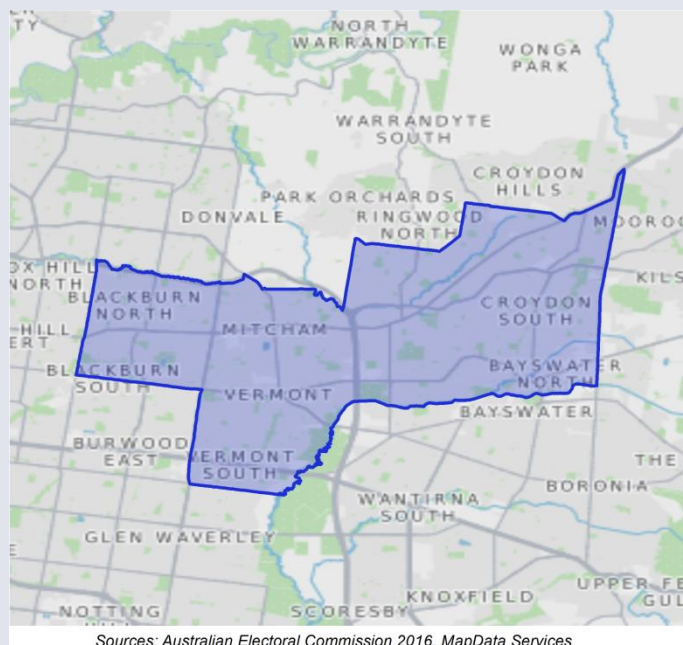 NORTH
WARRANDYTE
WONGA
PARK
WARRANDYTE
SOUTH
CROYDON
HILLS
PARK ORCHARDS
DONVALE
RINGWOOD
NORTH
NORTH
BLACKBURN
NORTH
MITCHAM
CROYDON
SOUTH
HILL
BLACKBURN
SOUTH
VERMONT
BAYSWATER
NORTH
BAYSWATER
BURWOOD
EAST
VERMONT
SOUTH
THE
BORONIA
WANTIRNA
SOUTH
GLEN WAVERLEY
KNOXFIELD
UPPER FE
GUL
NOTTING
SCORESBY
Sources: Australian Electoral Commission 2016, MapData Services